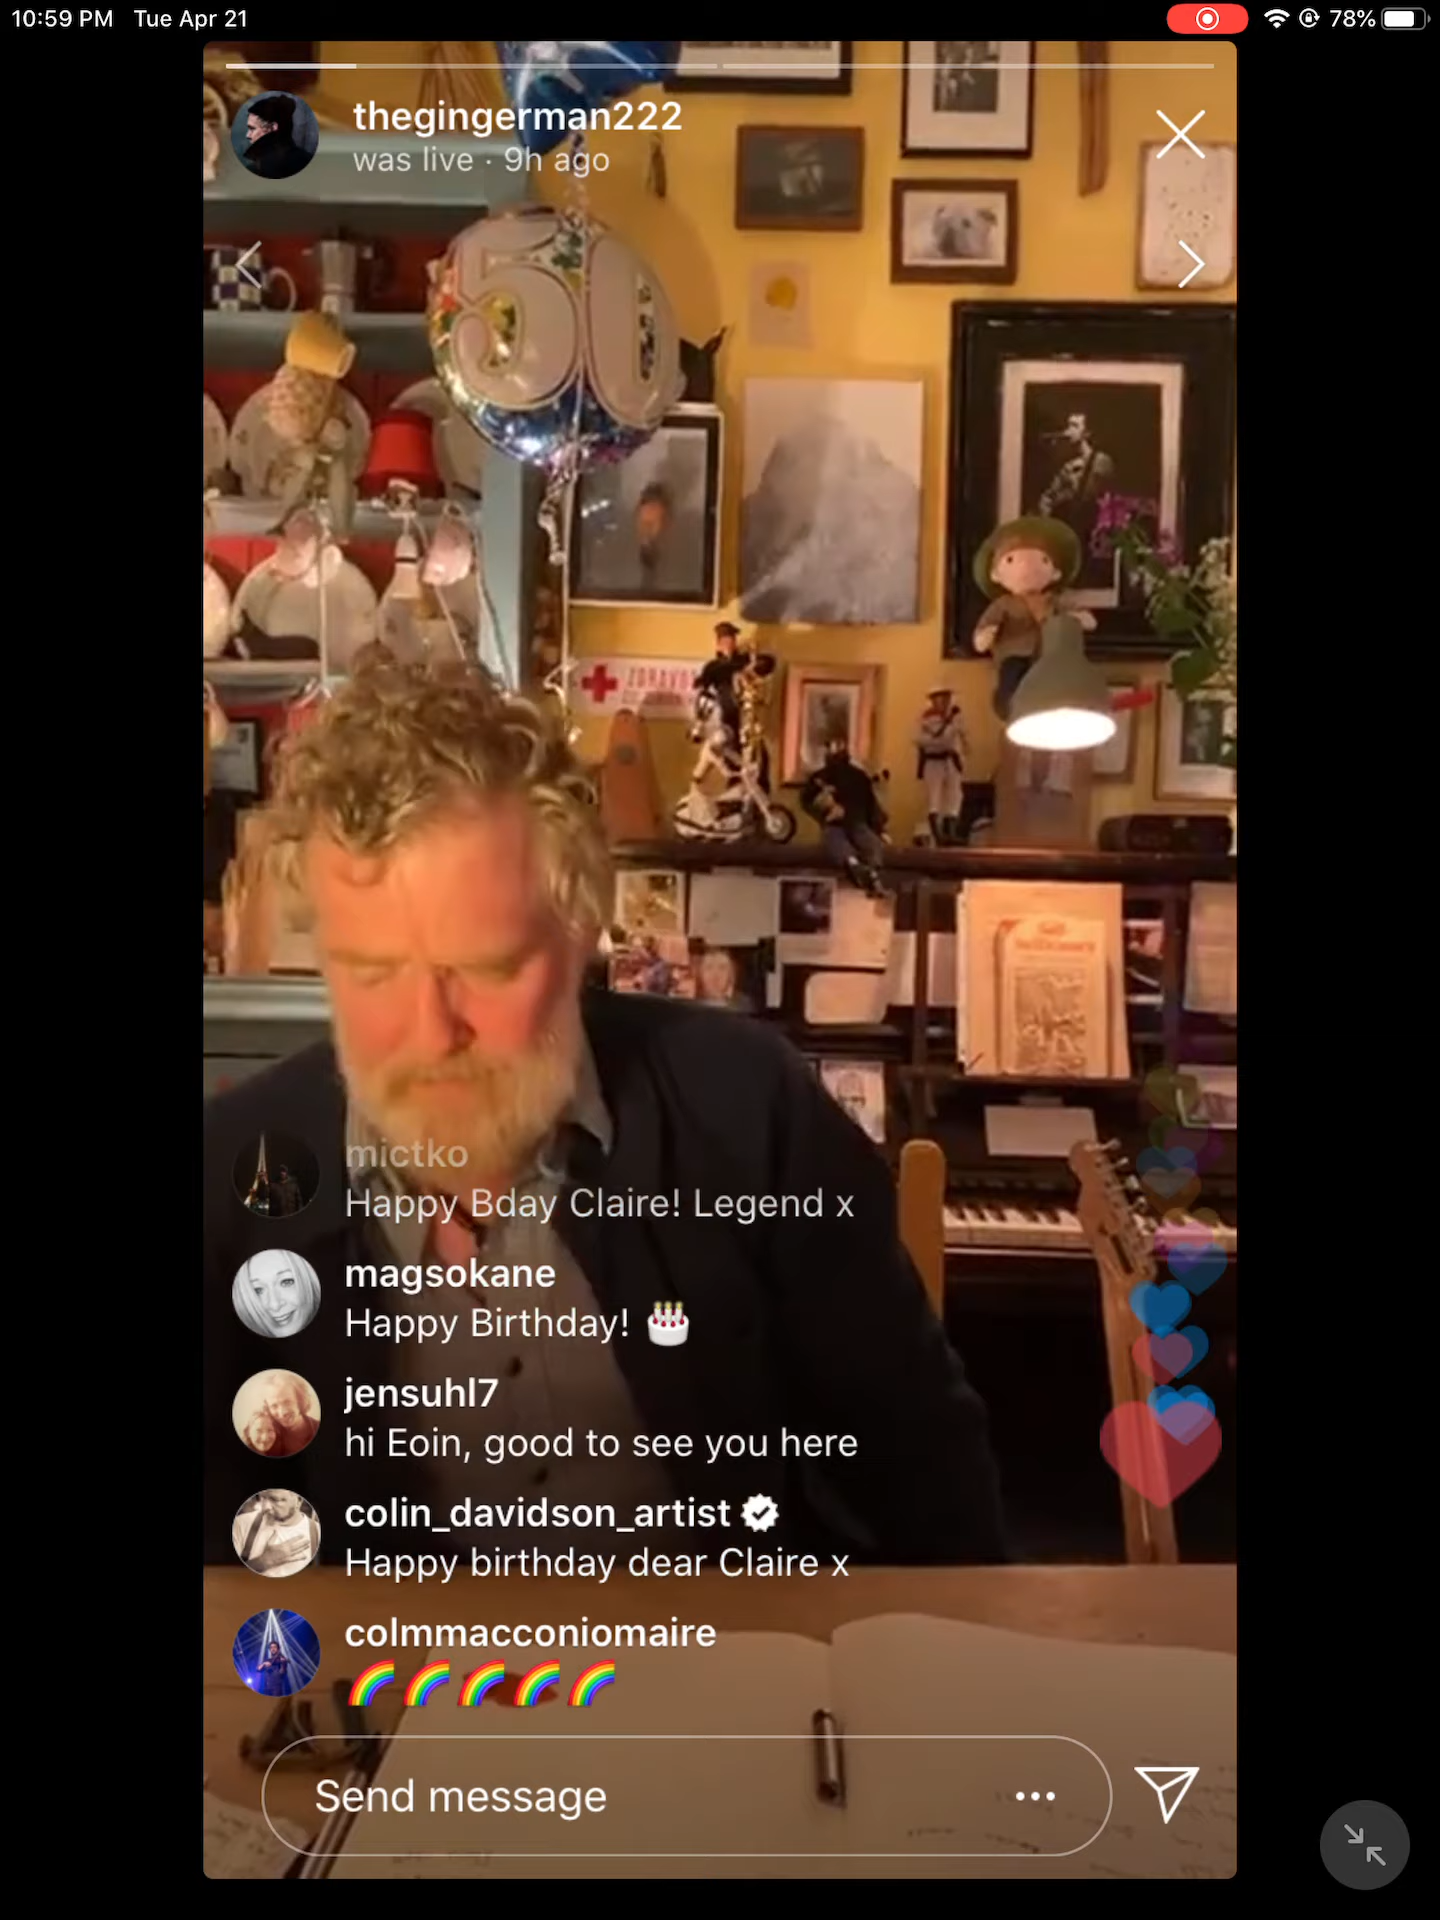 10:59 PM Tue Apr 21
78%
thegingerman222
was live · 9h ago
50
mictko
Happy Bday Claire! Legend x
magsokane
Happy Birthday! 🎂
jensuhl7
hi Eoin, good to see you here
colin_davidson_artist
Happy birthday dear Claire x
colmmacconiomaire
🌈🌈🌈🌈🌈
Send message